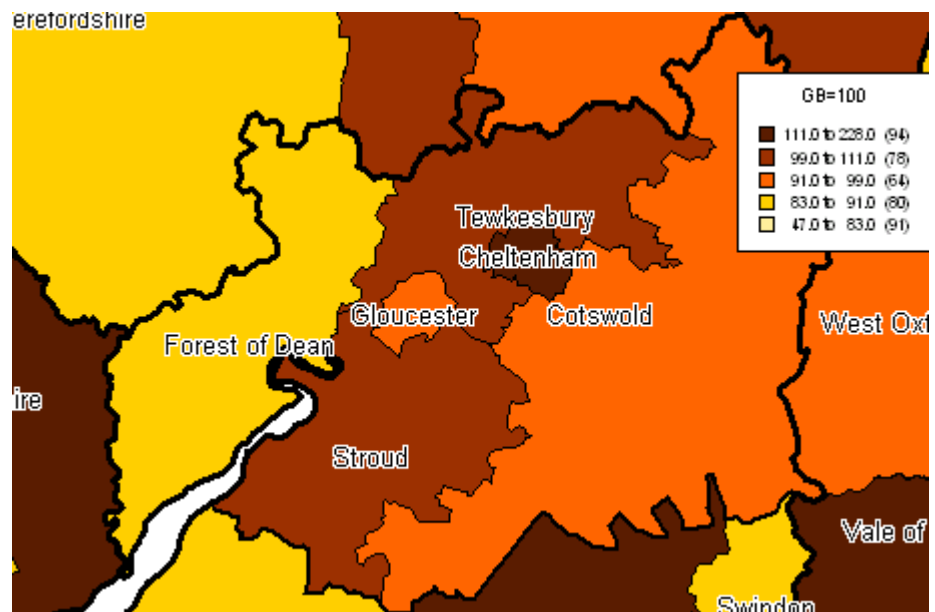 erefordshire
GB=100
111.0 to 228.0 (94)
99.0 to 111.0 (78)
91.0 to 99.0 (64)
83.0 to 91.0 (80)
47.0 to 83.0 (91)
Tewkesbury
Cheltenham
Gloucester
Cotswold
West Oxf
Forest of Dean
ire
Stroud
Vale of
Swindon